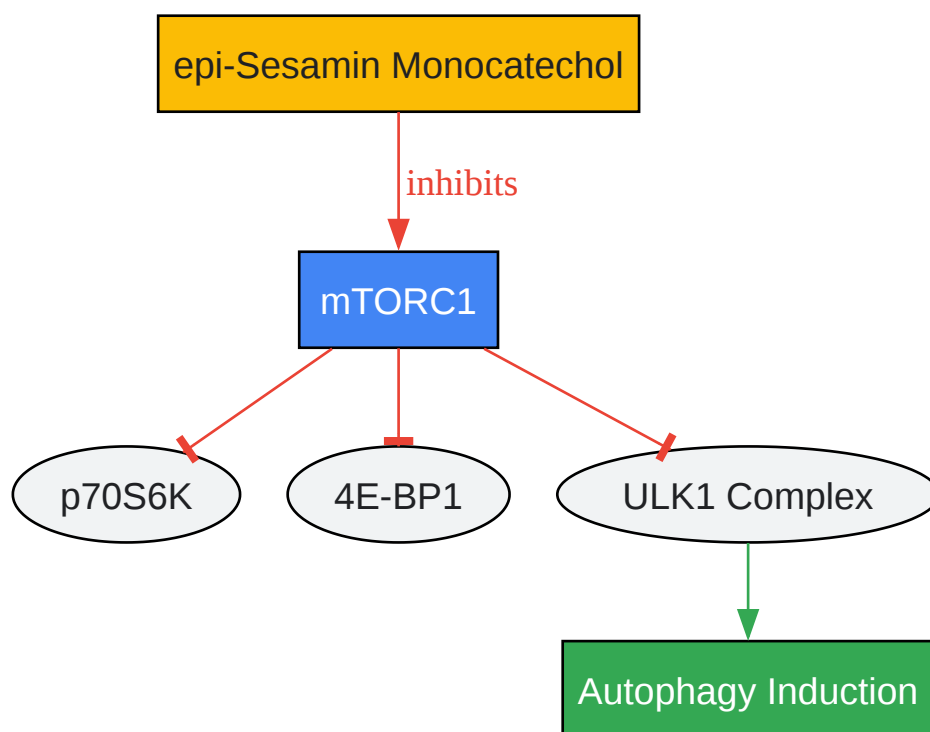 epi-Sesamin Monocatechol
inhibits
mTORC1
p70S6K
4E-BP1
ULK1 Complex
Autophagy Induction